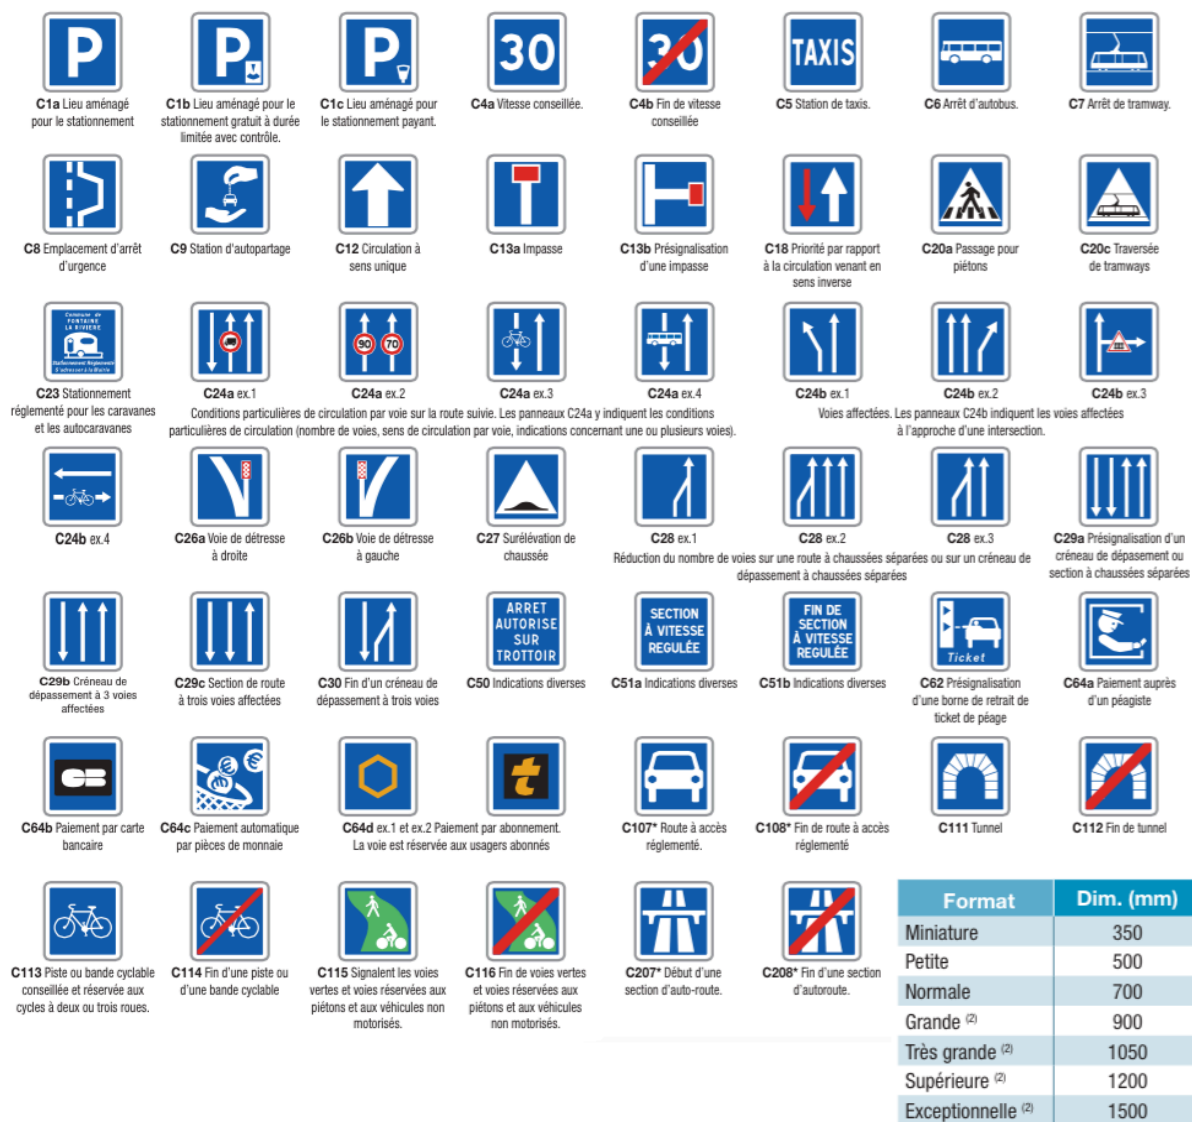 P
P
P
30
30
TAXIS
C1a Lieu aménagé
pour le stationnement
C1b Lieu aménagé pour le
stationnement gratuit à durée
limitée avec contrôle.
C1c Lieu aménagé pour
le stationnement payant.
C4a Vitesse conseillée.
C4b Fin de vitesse
conseillée
C5 Station de taxis.
C6 Arrêt d'autobus.
C7 Arrêt de tramway.
C8 Emplacement d'arrêt
d'urgence
C9 Station d'autopartage
C12 Circulation à
sens unique
C13a Impasse
C13b Présignalisation
d'une impasse
C18 Priorité par rapport
à la circulation venant en
sens inverse
C20a Passage pour
piétons
C20c Traversée
de tramways
Commune de
FONTAINE
LA RIVIERE
Stationnement Réglementé
S'adresser à la Mairie
90
70
C23 Stationnement
réglementé pour les caravanes
et les autocaravanes
C24a ex.1
C24a ex.2
C24a ex.3
C24a ex.4
Conditions particulières de circulation par voie sur la route suivie. Les panneaux C24a y indiquent les conditions
particulières de circulation (nombre de voies, sens de circulation par voie, indications concernant une ou plusieurs voies).
C24b ex.1
C24b ex.2
C24b ex.3
Voies affectées. Les panneaux C24b indiquent les voies affectées
à l'approche d'une intersection.
C24b ex.4
C26a Voie de détresse
à droite
C26b Voie de détresse
à gauche
C27 Surélévation de
chaussée
C28 ex.1
C28 ex.2
C28 ex.3
Réduction du nombre de voies sur une route à chaussées séparées ou sur un créneau de
dépassement à chaussées séparées
C29a Présignalisation d'un
créneau de dépasement ou
section à chaussées séparées
ARRET
AUTORISE
SUR
TROTTOIR
SECTION
À VITESSE
REGULÉE
FIN DE
SECTION
À VITESSE
REGULÉE
Ticket
C29b Créneau de
dépassement à 3 voies
affectées
C29c Section de route
à trois voies affectées
C30 Fin d'un créneau de
dépassement à trois voies
C50 Indications diverses
C51a Indications diverses
C51b Indications diverses
C62 Présignalisation
d'une borne de retrait de
ticket de péage
C64a Paiement auprès
d'un péagiste
CB
€
€
t
C64b Paiement par carte
bancaire
C64c Paiement automatique
par pièces de monnaie
C64d ex.1 et ex.2 Paiement par abonnement.
La voie est réservée aux usagers abonnés
C107* Route à accès
réglementé.
C108* Fin de route à accès
réglementé
C111 Tunnel
C112 Fin de tunnel
C113 Piste ou bande cyclable
conseillée et réservée aux
cycles à deux ou trois roues.
C114 Fin d'une piste ou
d'une bande cyclable
C115 Signalent les voies
vertes et voies réservées aux
piétons et aux véhicules non
motorisés.
C116 Fin de voies vertes
et voies réservées aux
piétons et aux véhicules
non motorisés.
C207* Début d'une
section d'auto-route.
C208* Fin d'une section
d'autoroute.
Format Dim. (mm)
Miniature 350
Petite 500
Normale 700
Grande (2) 900
Très grande (2) 1050
Supérieure (2) 1200
Exceptionnelle (2) 1500